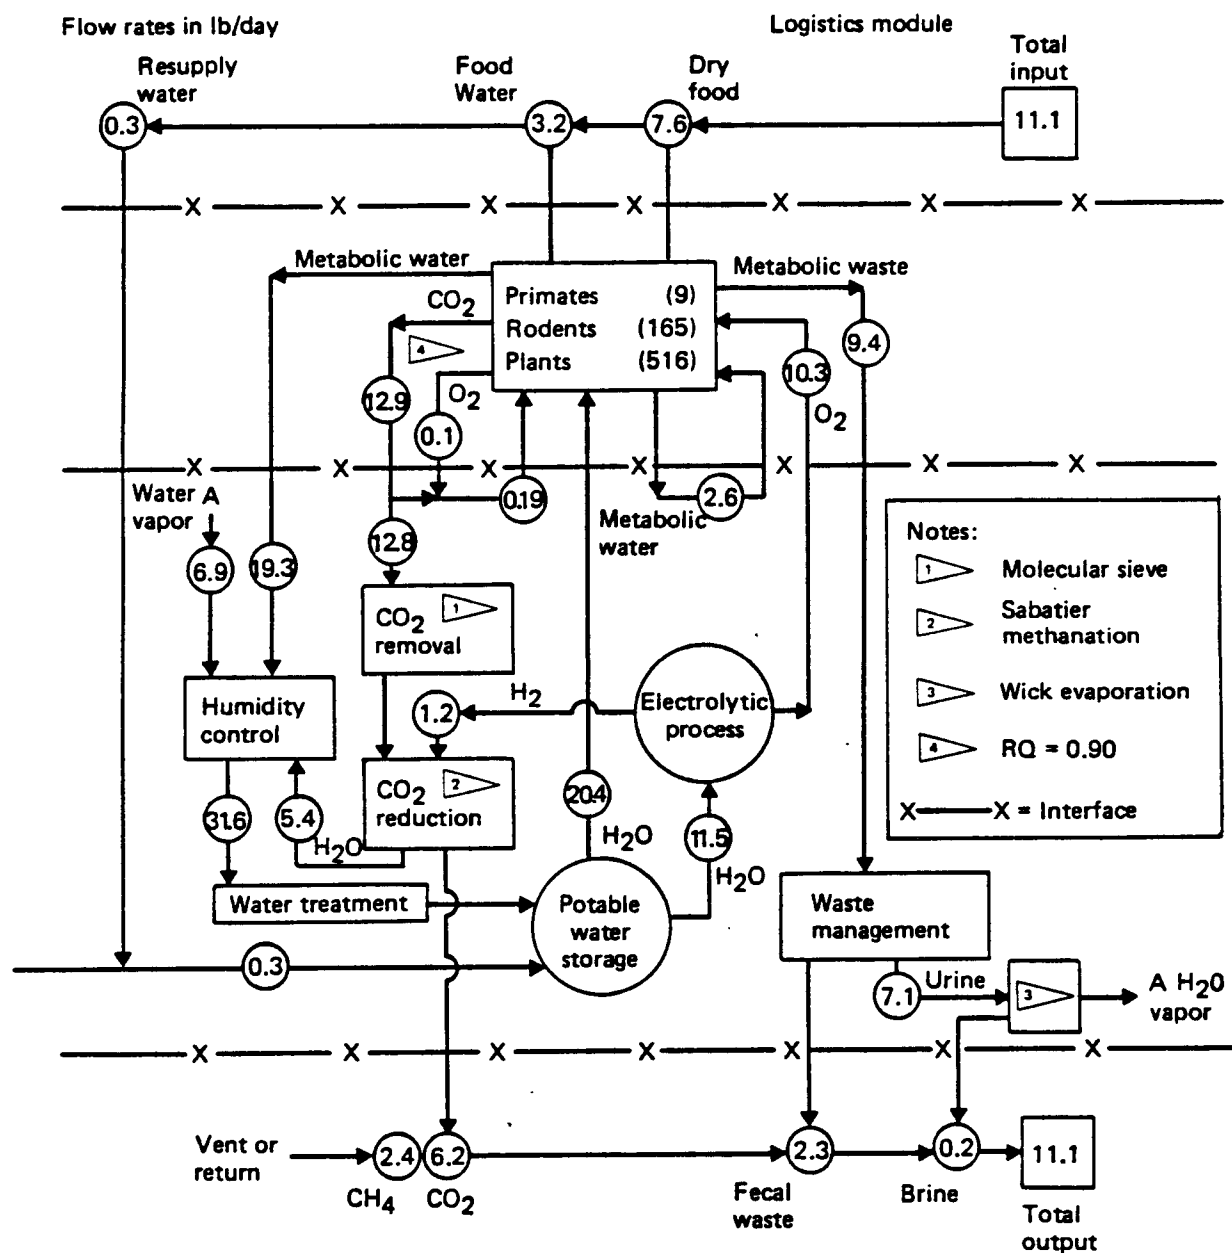 Flow rates in lb/day
Logistics module
Resupply
water
Food
Water
Dry
food
Total
input
0.3
3.2
7.6
11.1
X X X X X X X
Metabolic water
Metabolic waste
CO2
Primates (9)
Rodents (165)
Plants (516)
4
O2
9.4
10.3
O2
12.9
0.1
X X X X X X X
Water A
vapor
0.19
2.6
Metabolic
water
6.9
19.3
12.8
Notes:
1 Molecular sieve
2 Sabatier
methanation
3 Wick evaporation
4 RQ = 0.90
X X = Interface
CO2 1
removal
Humidity
control
H2
1.2
Electrolytic
process
CO2 2
reduction
31.6
5.4
H2O
20.4
H2O
11.5
H2O
Water treatment
Potable
water
storage
Waste
management
0.3
7.1
Urine
3
A H2O
vapor
X X X X X X X
Vent or
return
2.4
6.2
2.3
0.2
11.1
CH4
CO2
Fecal
waste
Brine
Total
output